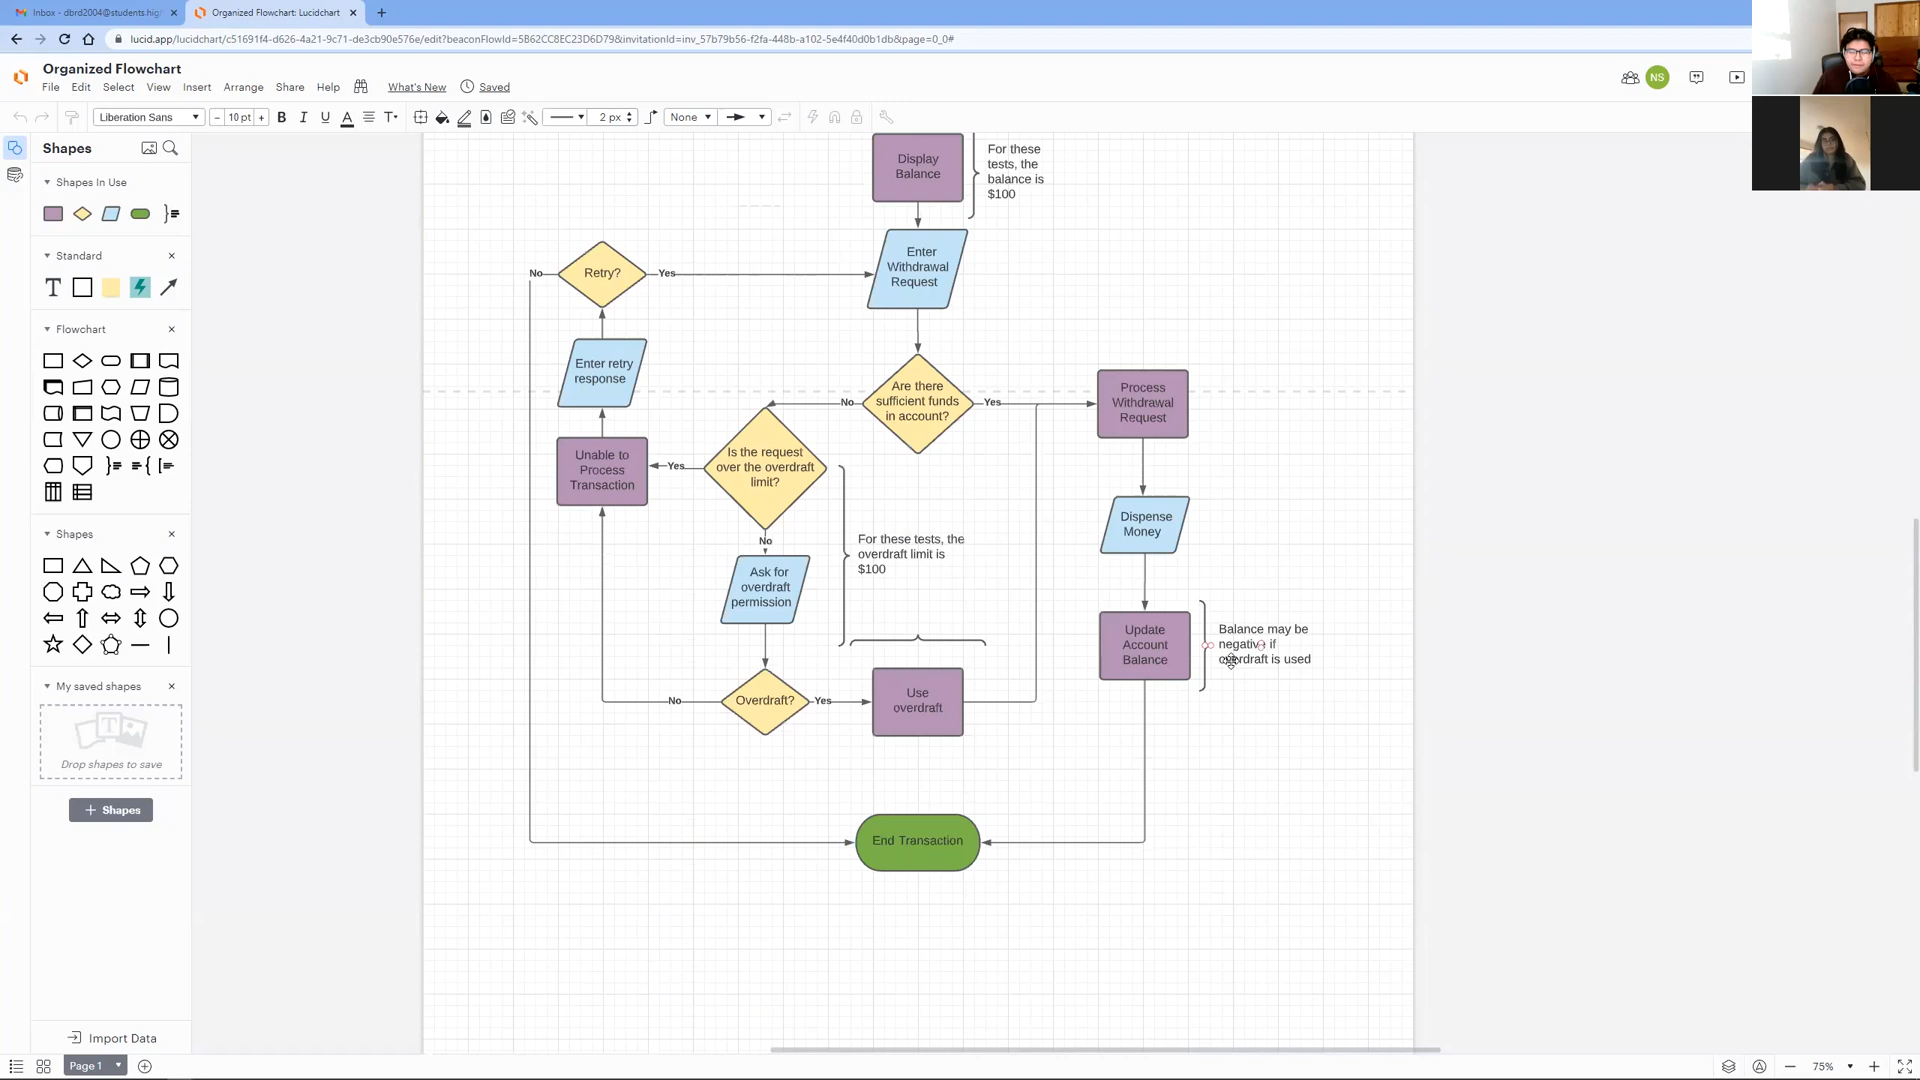 Inbox - dbrd2004@students.high
Organized Flowchart: Lucidchart
lucid.app/lucidchart/c51691f4-d626-4a21-9c71-de3cb90e576e/edit?beaconFlowId=5B62CC8EC23D6D79&invitationId=inv_57b79b56-f2fa-448b-a102-5e4f40d0b1db&page=0_0#
Organized Flowchart
File Edit Select View Insert Arrange Share Help What's New Saved
NS
Liberation Sans 10 pt B I U A T 2 px None
Shapes
Shapes In Use
Standard
T
Flowchart
Shapes
My saved shapes
Drop shapes to save
+ Shapes
Import Data
Page 1
75%
Display
Balance
For these
tests, the
balance is
$100
Enter
Withdrawal
Request
No
Retry?
Yes
Enter retry
response
Are there
sufficient funds
in account?
No
Yes
Process
Withdrawal
Request
Unable to
Process
Transaction
Yes
Is the request
over the overdraft
limit?
No
Dispense
Money
For these tests, the
overdraft limit is
$100
Ask for
overdraft
permission
Update
Account
Balance
Balance may be
negative if
overdraft is used
No
Overdraft?
Yes
Use
overdraft
End Transaction